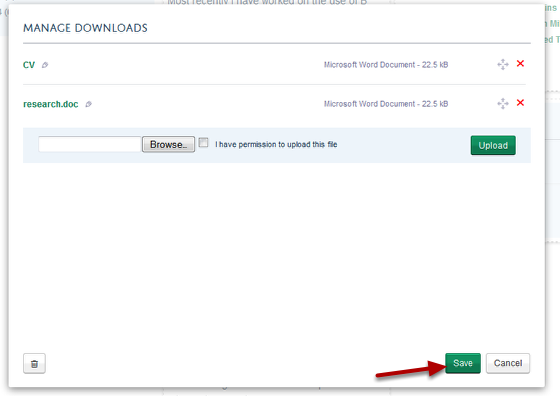 Most recently I have worked on the use of B
MANAGE DOWNLOADS
CV Microsoft Word Document - 22.5 kB
research.doc Microsoft Word Document - 22.5 kB
Browse.. I have permission to upload this file Upload
Save Cancel